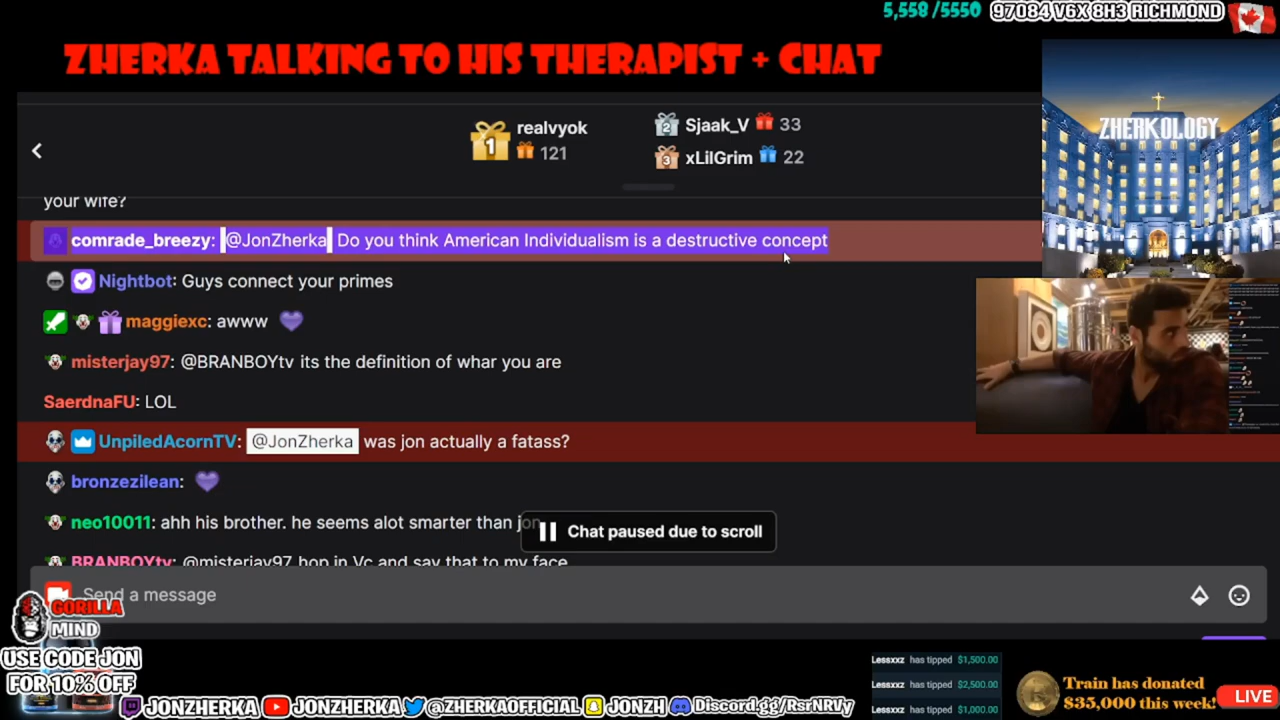 5,558 /5550
97084 V6X 8H3 RICHMOND
ZHERKA TALKING TO HIS THERAPIST + CHAT
ZHERKOLOGY
1
realvyok
121
2
Sjaak_V 33
3
xLilGrim 22
your wife?
comrade_breezy: @JonZherka Do you think American Individualism is a destructive concept
Nightbot: Guys connect your primes
maggiexc: awww
misterjay97: @BRANBOYtv its the definition of whar you are
SaerdnaFU: LOL
UnpiledAcornTV: @JonZherka was jon actually a fatass?
bronzezilean:
neo10011: ahh his brother. he seems alot smarter than jon
Chat paused due to scroll
BRANBOYtv: @misterjay97 hop in Vc and say that to my face
Send a message
GORILLA
MIND
USE CODE JON
FOR 10% OFF
JONZHERKA
JONZHERKA
@ZHERKAOFFICIAL
JONZH
Discord.gg/RsrNRVy
Lessxxz has tipped $1,500.00
Lessxxz has tipped $2,500.00
Lessxxz has tipped $1,000.00
Train has donated
$35,000 this week!
LIVE